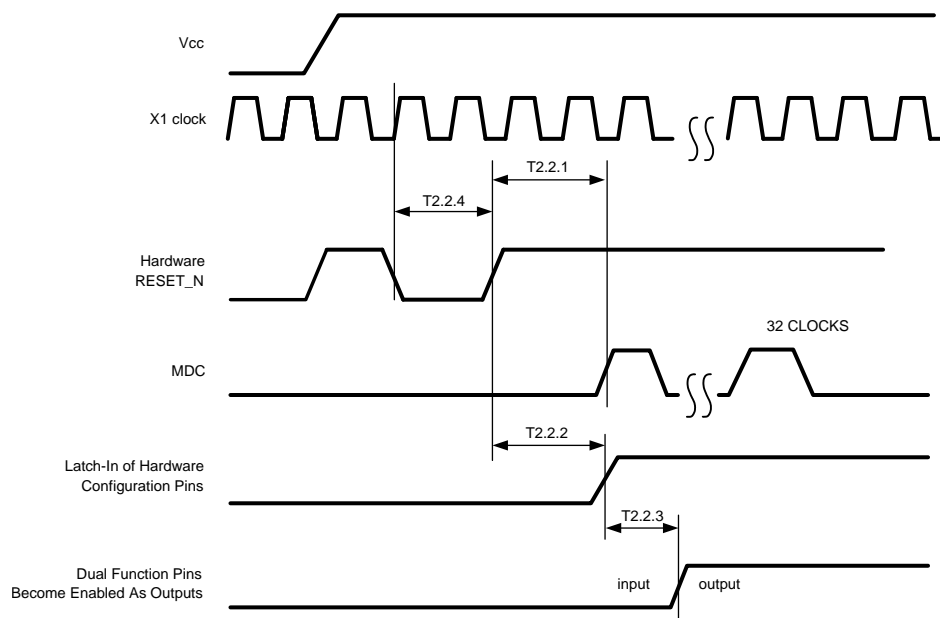 Vcc
X1 clock
T2.2.1
T2.2.4
Hardware
RESET_N
32 CLOCKS
MDC
T2.2.2
Latch-In of Hardware
Configuration Pins
T2.2.3
Dual Function Pins
Become Enabled As Outputs
input
output